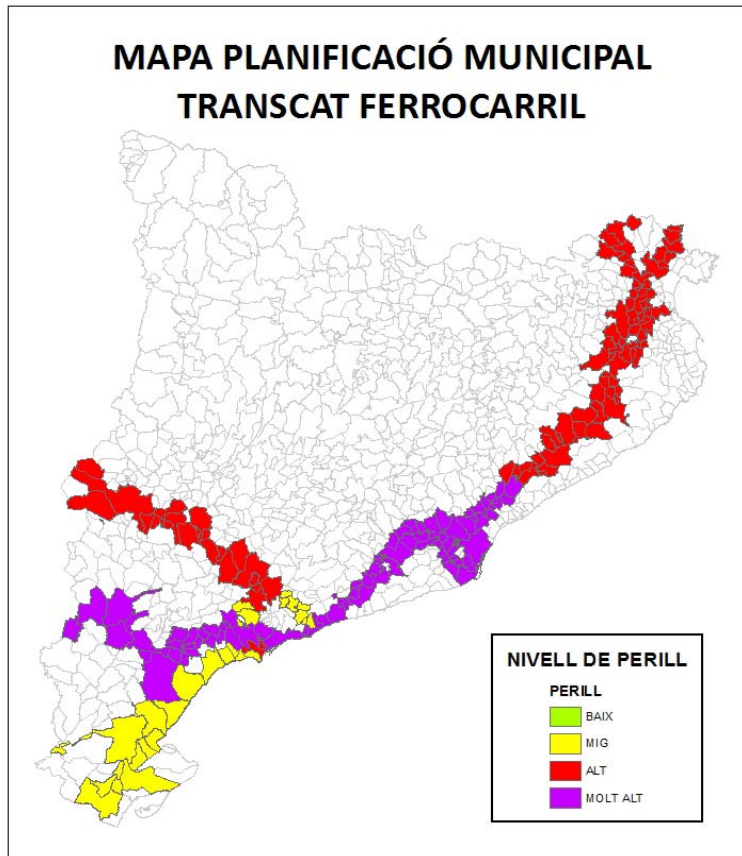 MAPA PLANIFICACIÓ MUNICIPAL
TRANSCAT FERROCARRIL
NIVELL DE PERILL
PERILL
BAIX
MIG
ALT
MOLT ALT